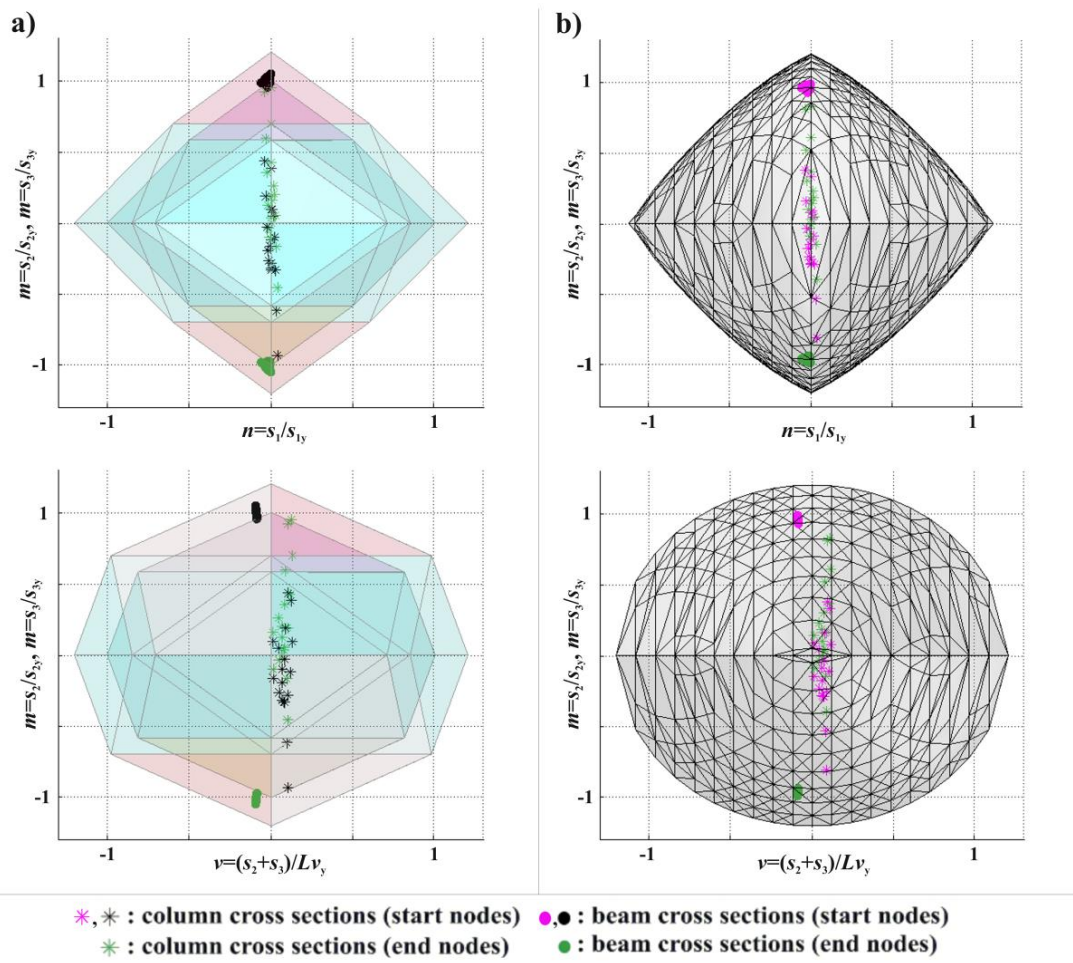 a)
b)
1
m=s₂/s₂y, m=s₃/s₃y
-1
-1
1
n=s₁/s₁y
1
m=s₂/s₂y, m=s₃/s₃y
-1
-1
1
n=s₁/s₁y
1
m=s₂/s₂y, m=s₃/s₃y
-1
-1
1
v=(s₂+s₃)/Lvy
1
m=s₂/s₂y, m=s₃/s₃y
-1
-1
1
v=(s₂+s₃)/Lvy
✳,✳ : column cross sections (start nodes) ●,● : beam cross sections (start nodes)
✳ : column cross sections (end nodes) ● : beam cross sections (end nodes)